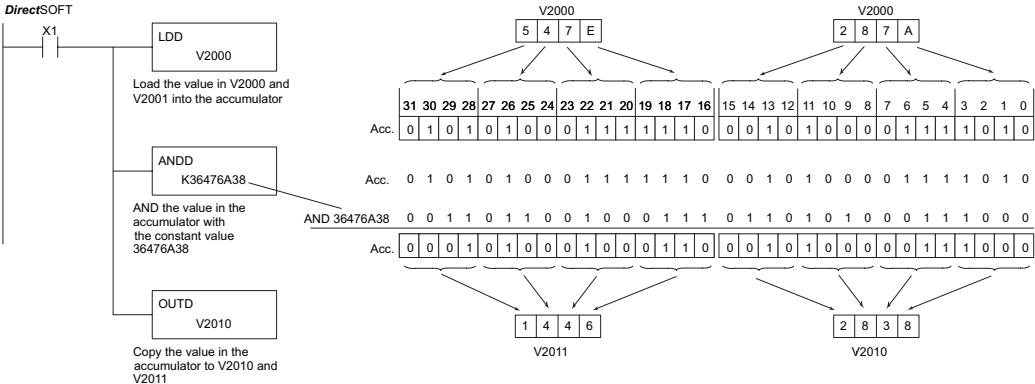 DirectSOFT
X1
LDD
V2000
Load the value in V2000 and
V2001 into the accumulator
V2000
5 4 7 E
V2000
2 8 7 A
31 30 29 28 27 26 25 24 23 22 21 20 19 18 17 16 15 14 13 12 11 10 9 8 7 6 5 4 3 2 1 0
Acc. 0 1 0 1 0 1 0 0 0 1 1 1 1 1 1 0 0 0 1 0 1 0 0 0 0 1 1 1 1 0 1 0
ANDD
K36476A38
AND the value in the
accumulator with
the constant value
36476A38
Acc. 0 1 0 1 0 1 0 0 0 1 1 1 1 1 1 0 0 0 1 0 1 0 0 0 0 1 1 1 1 0 1 0
AND 36476A38 0 0 1 1 0 1 1 0 0 1 0 0 0 1 1 1 0 1 1 0 1 0 1 0 0 0 1 1 1 0 0 0
Acc. 0 0 0 1 0 1 0 0 0 1 0 0 0 1 1 0 0 0 1 0 1 0 0 0 0 0 1 1 1 0 0 0
OUTD
V2010
Copy the value in the
accumulator to V2010 and
V2011
1 4 4 6
V2011
2 8 3 8
V2010